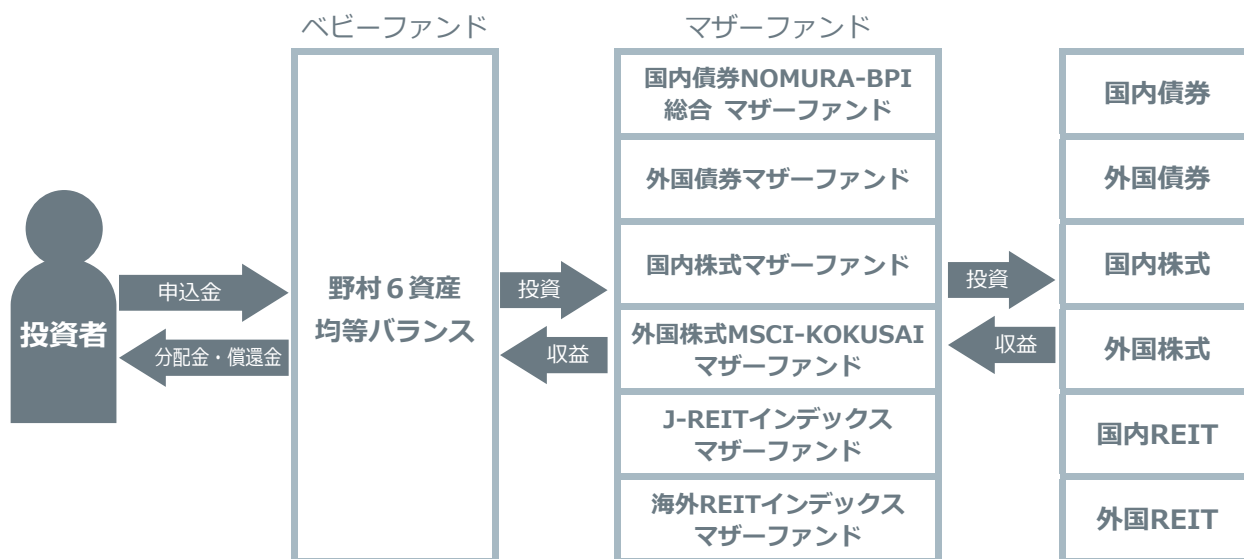 ベビーファンド
マザーファンド
投資者
申込金
分配金・償還金
野村６資産
均等バランス
投資
収益
国内債券NOMURA-BPI
総合 マザーファンド
外国債券マザーファンド
国内株式マザーファンド
外国株式MSCI-KOKUSAI
マザーファンド
J-REITインデックス
マザーファンド
海外REITインデックス
マザーファンド
投資
収益
国内債券
外国債券
国内株式
外国株式
国内REIT
外国REIT